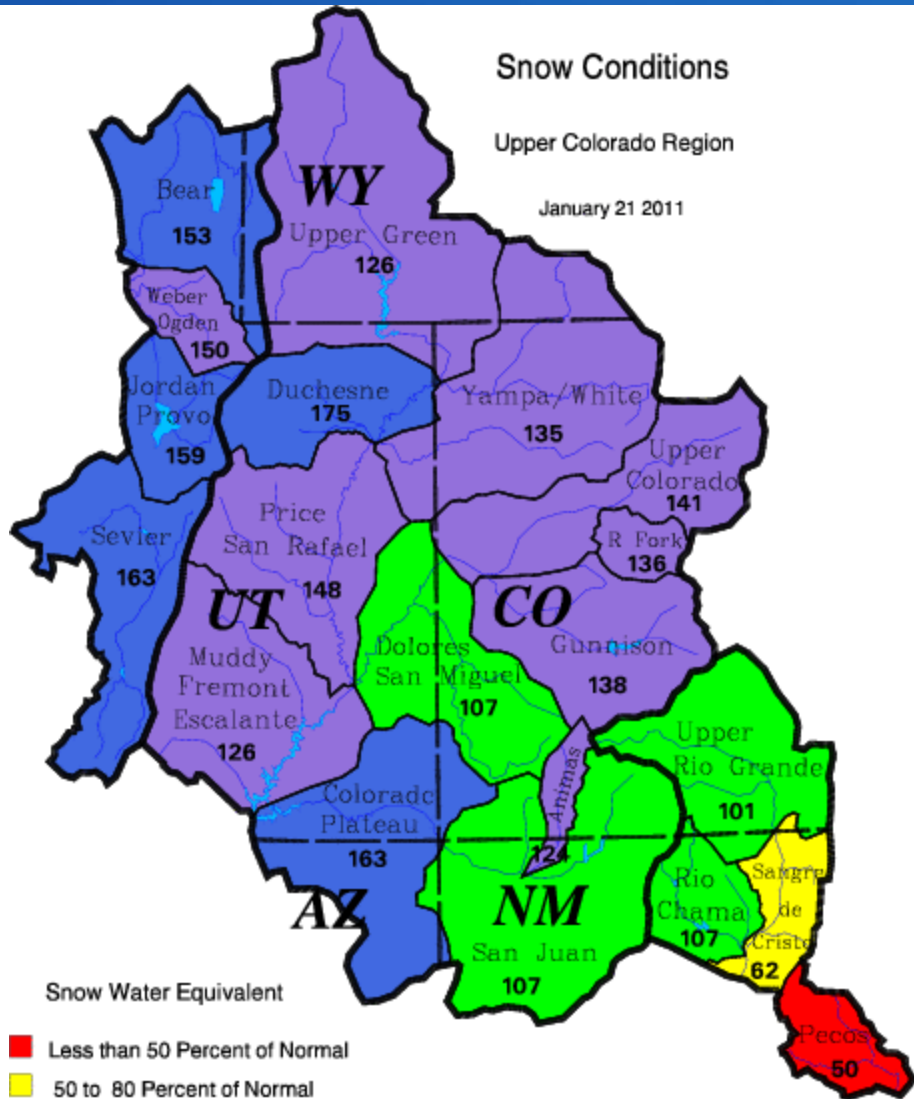 Snow Conditions
Upper Colorado Region
January 21 2011
WY
Bear
153
Upper Green
126
Weber
Ogden
150
Jordan
Provo
159
Duchesne
175
Yampa/White
135
Upper
Colorado
141
R Fork
136
Sevier
163
Price
San Rafael
148
UT
CO
Gunnison
138
Muddy
Fremont
Escalante
126
Dolores
San Miguel
107
Animas
124
Upper
Rio Grande
101
Colorado
Plateau
163
AZ
NM
San Juan
107
Rio
Chama
107
Sangre
de
Cristo
62
Pecos
50
Snow Water Equivalent
Less than 50 Percent of Normal
50 to 80 Percent of Normal